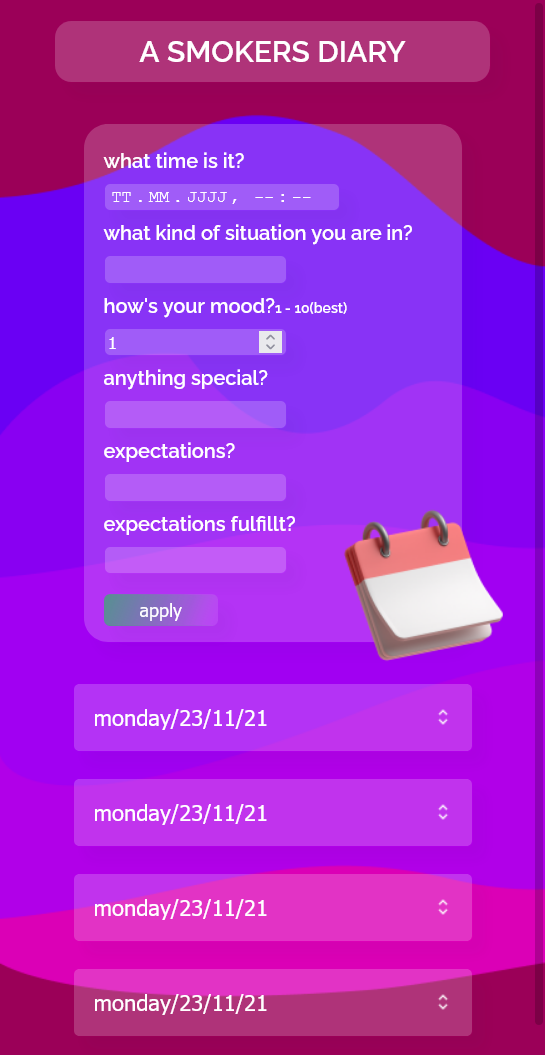 A SMOKERS DIARY
what time is it?
TT.MM.JJJJ, --:--
what kind of situation you are in?
how's your mood?1 - 10(best)
1
anything special?
expectations?
expectations fulfillt?
apply
monday/23/11/21
monday/23/11/21
monday/23/11/21
monday/23/11/21